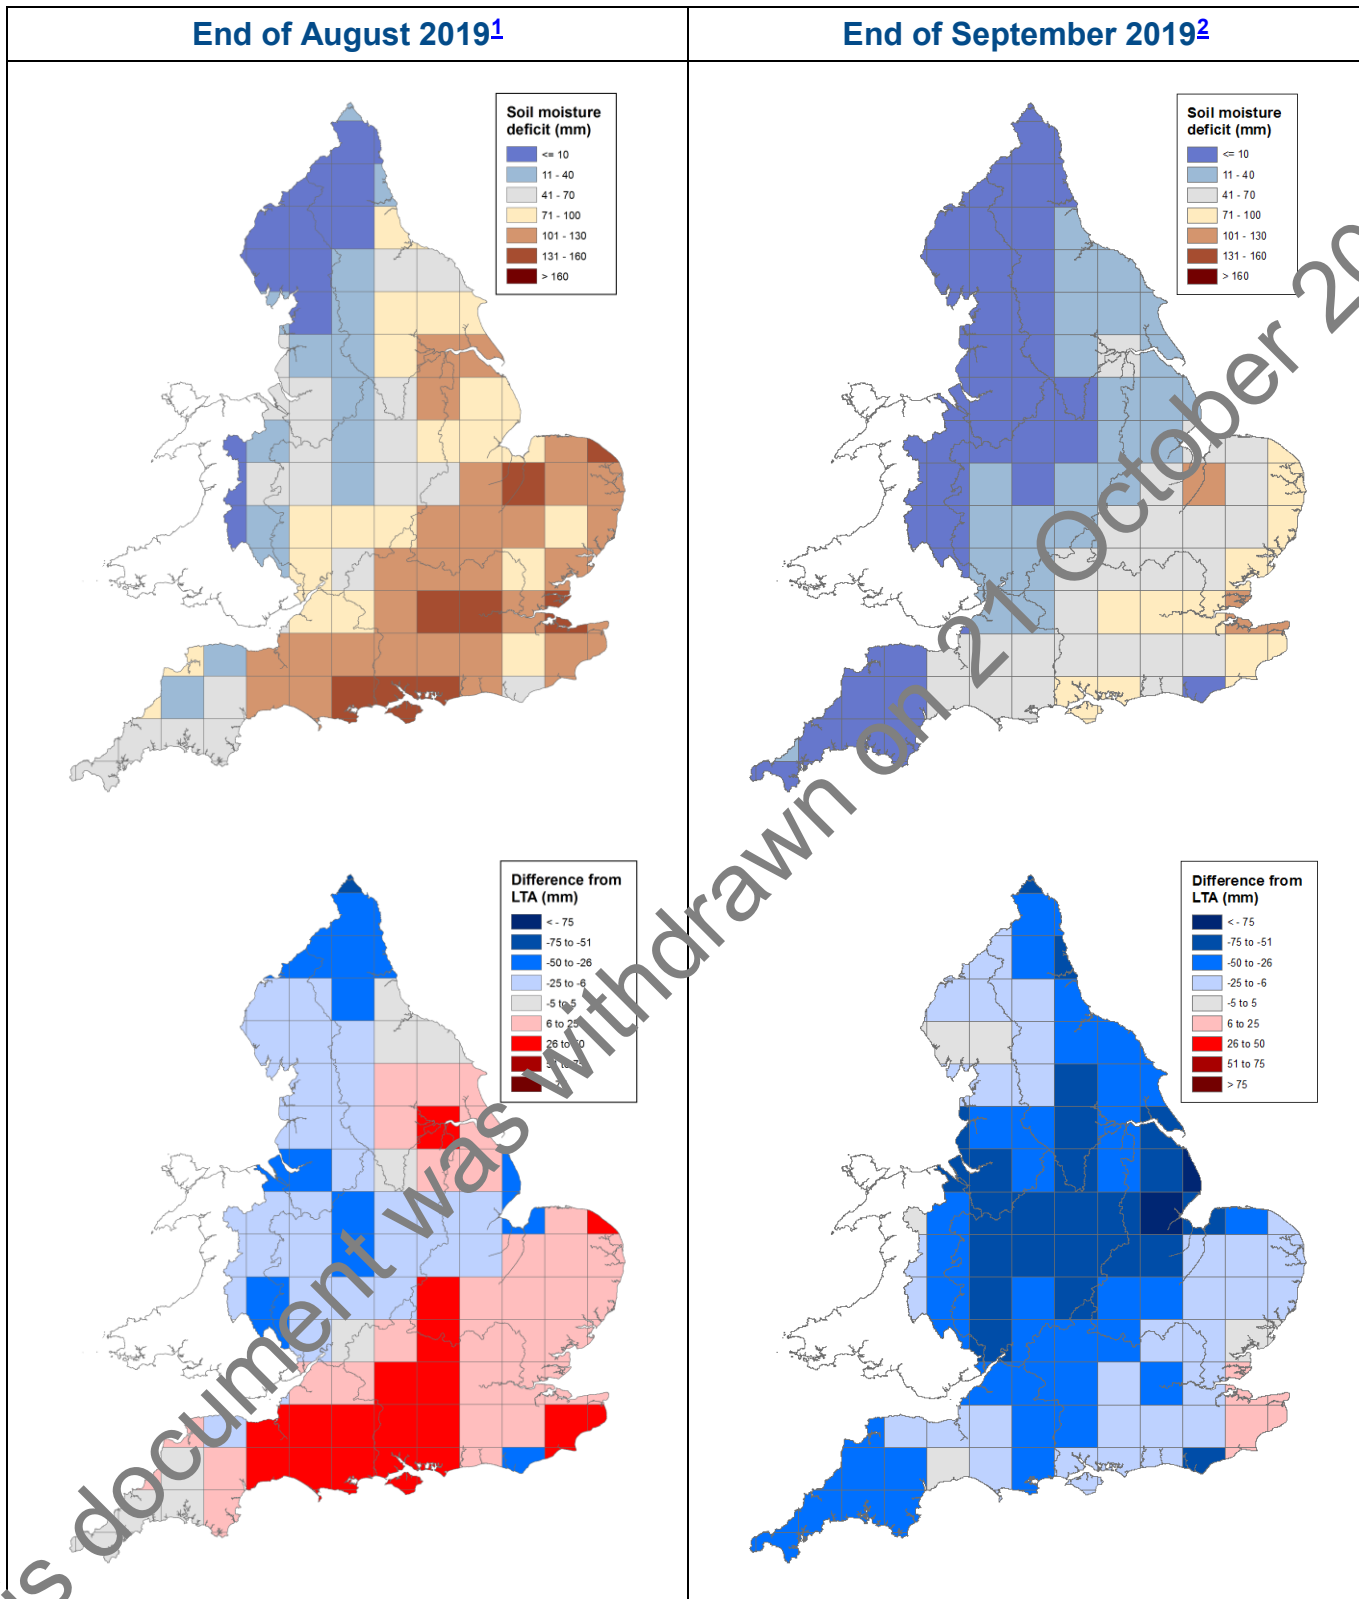 End of August 20191
End of September 20192
Soil moisture
deficit (mm)
<= 10
11 - 40
41 - 70
71 - 100
101 - 130
131 - 160
> 160
Soil moisture
deficit (mm)
<= 10
11 - 40
41 - 70
71 - 100
101 - 130
131 - 160
> 160
Difference from
LTA (mm)
< - 75
-75 to -51
-50 to -26
-25 to -6
-5 to 5
6 to 25
26 to 50
Difference from
LTA (mm)
< - 75
-75 to -51
-50 to -26
-25 to -6
-5 to 5
6 to 25
26 to 50
51 to 75
> 75
document was withdrawn on 21 October